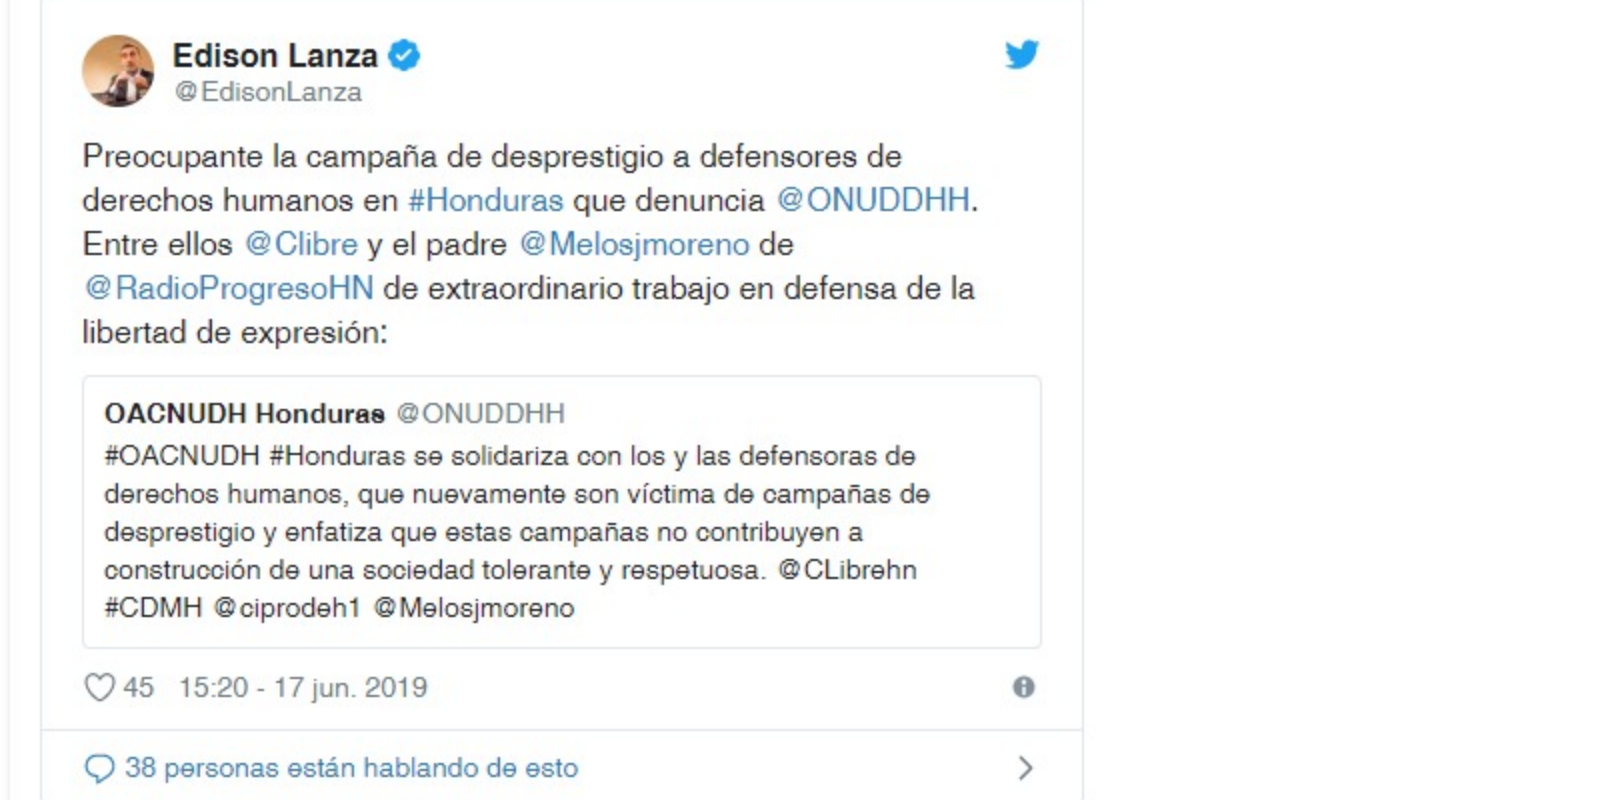 Edison Lanza
@EdisonLanza
Preocupante la campaña de desprestigio a defensores de
derechos humanos en #Honduras que denuncia @ONUDDHH.
Entre ellos @Clibre y el padre @Melosjmoreno de
@RadioProgresoHN de extraordinario trabajo en defensa de la
libertad de expresión:
OACNUDH Honduras @ONUDDHH
#OACNUDH #Honduras se solidariza con los y las defensoras de
derechos humanos, que nuevamente son víctima de campañas de
desprestigio y enfatiza que estas campañas no contribuyen a
construcción de una sociedad tolerante y respetuosa. @CLibrehn
#CDMH @ciprodeh1 @Melosjmoreno
45 15:20 - 17 jun. 2019
38 personas están hablando de esto